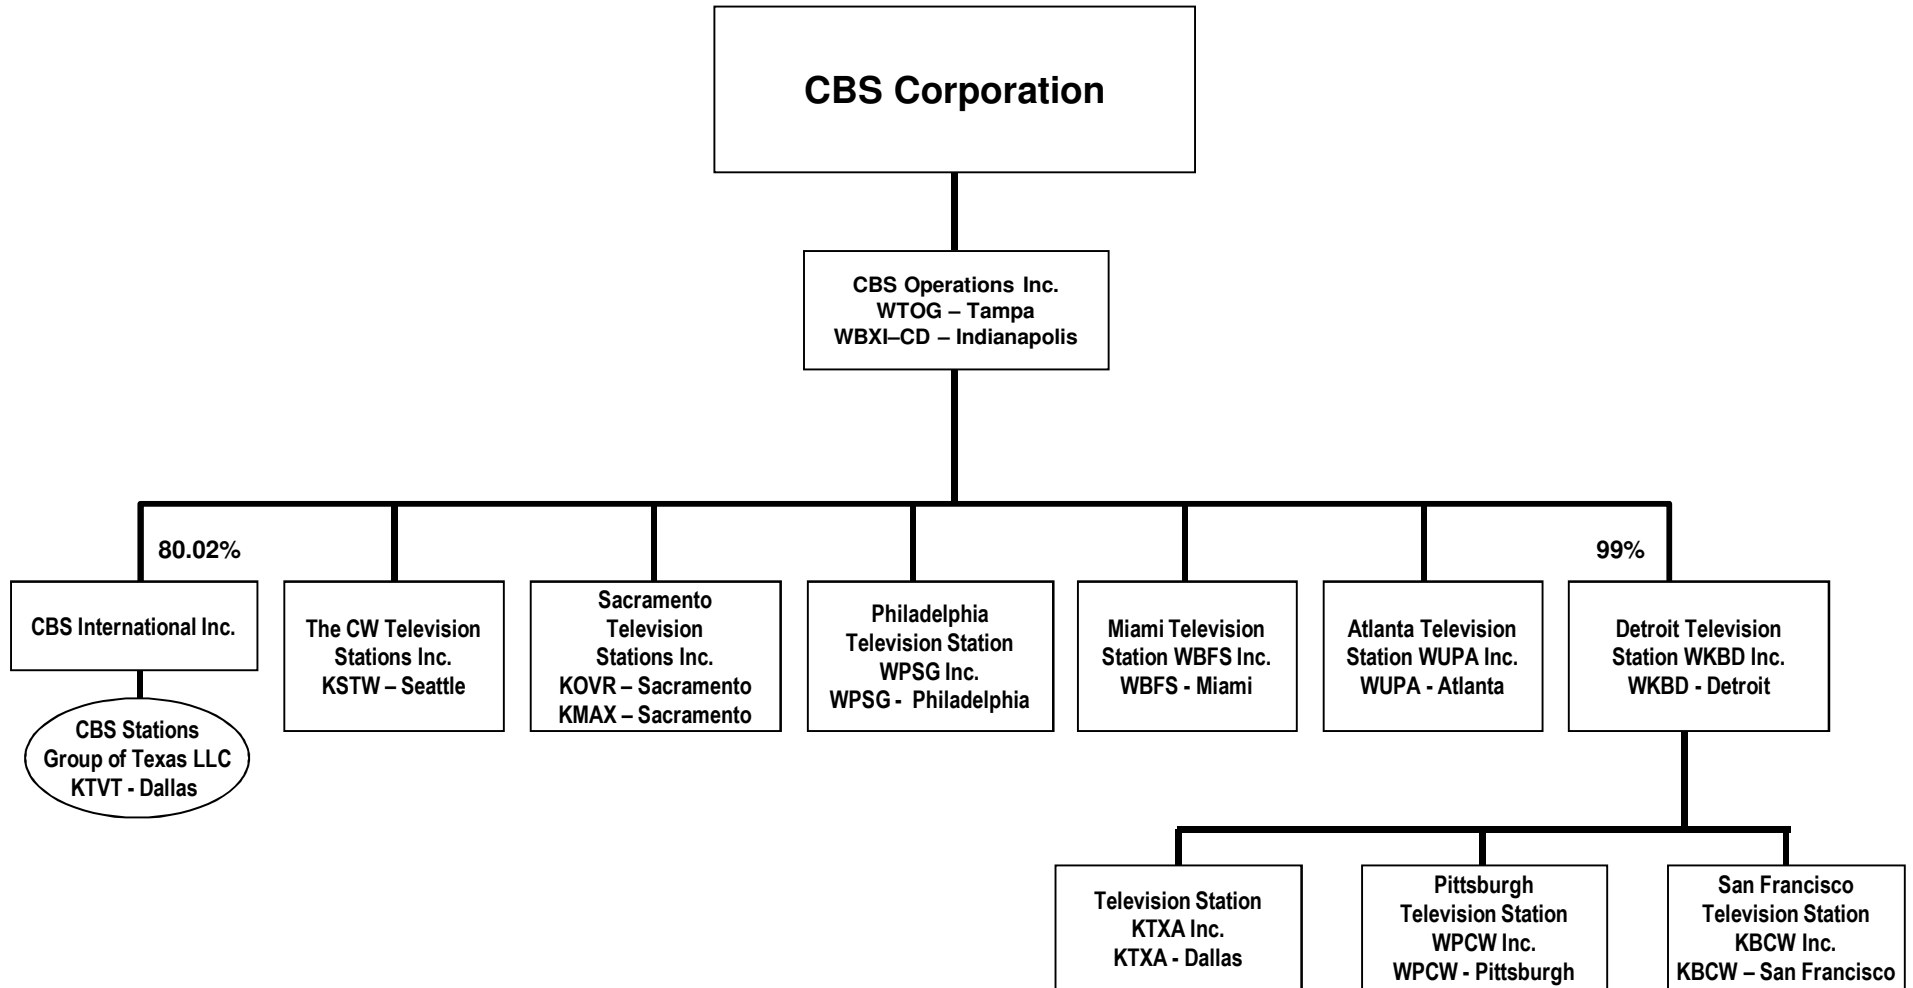 CBS Corporation
CBS Operations Inc.
WTOG – Tampa
WBXI–CD – Indianapolis
80.02%
99%
CBS International Inc.
The CW Television
Stations Inc.
KSTW – Seattle
Sacramento
Television
Stations Inc.
KOVR – Sacramento
KMAX – Sacramento
Philadelphia
Television Station
WPSG Inc.
WPSG - Philadelphia
Miami Television
Station WBFS Inc.
WBFS - Miami
Atlanta Television
Station WUPA Inc.
WUPA - Atlanta
Detroit Television
Station WKBD Inc.
WKBD - Detroit
CBS Stations
Group of Texas LLC
KTVT - Dallas
Television Station
KTXA Inc.
KTXA - Dallas
Pittsburgh
Television Station
WPCW Inc.
WPCW - Pittsburgh
San Francisco
Television Station
KBCW Inc.
KBCW – San Francisco